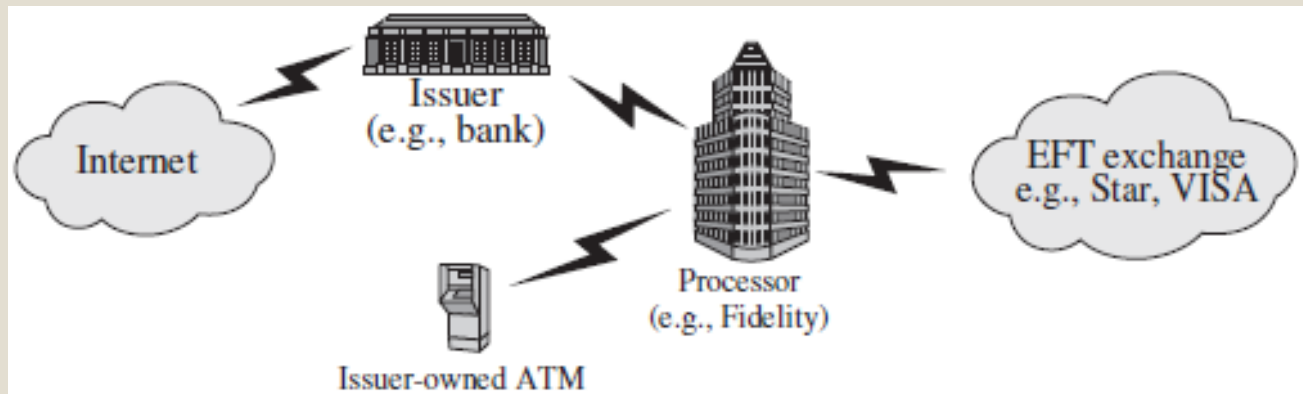 Issuer
(e.g., bank)
Internet
EFT exchange
e.g., Star, VISA
Processor
(e.g., Fidelity)
Issuer-owned ATM